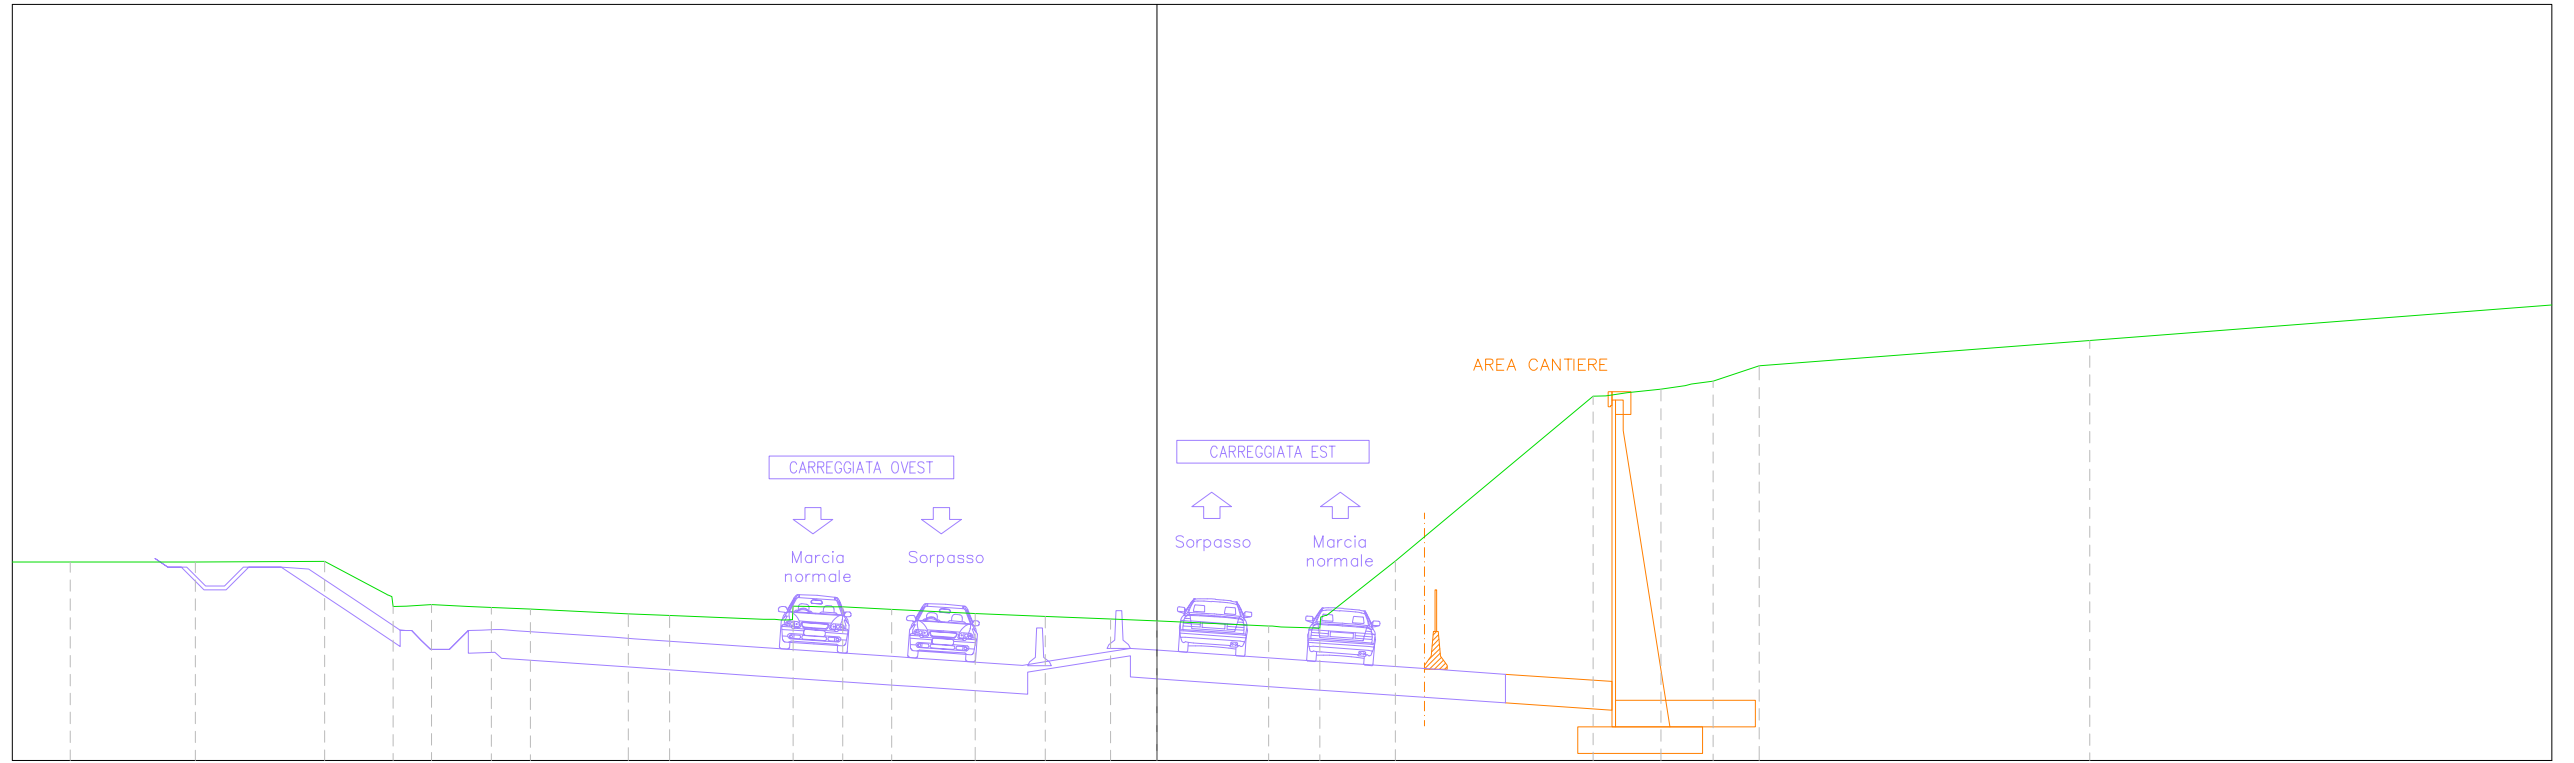 AREA CANTIERE
CARREGGIATA OVEST
CARREGGIATA EST
Marcia
normale
Sorpasso
Sorpasso
Marcia
normale